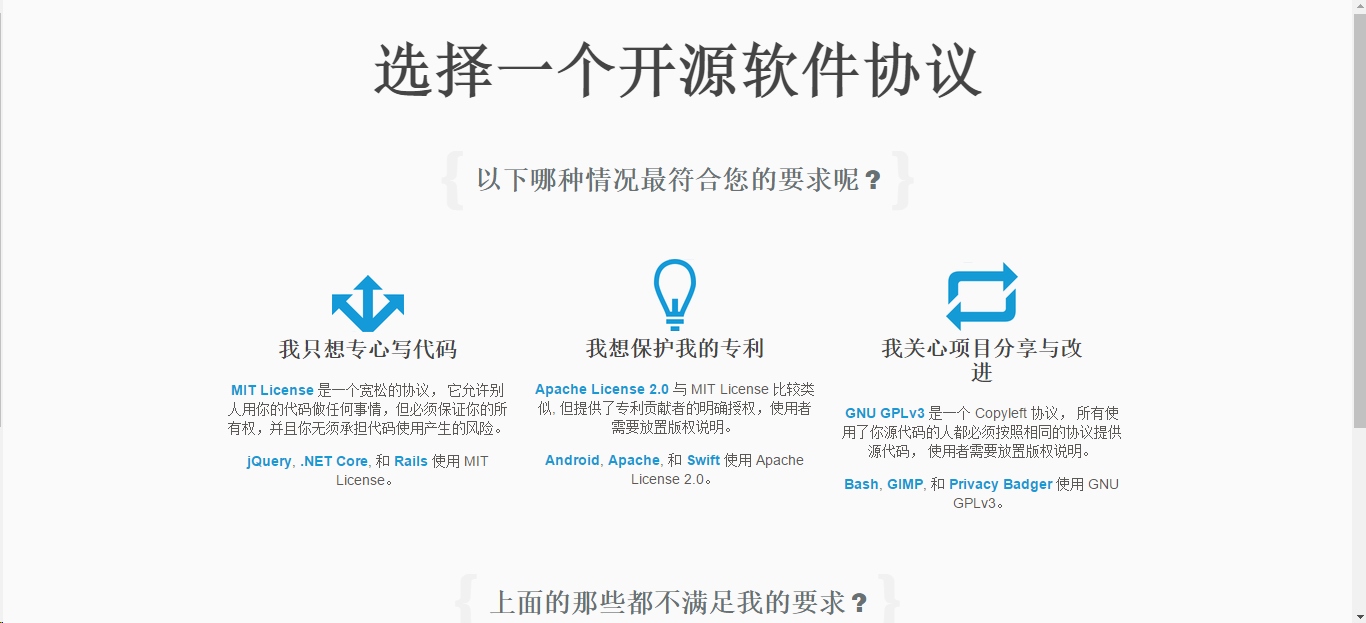 选择一个开源软件协议
{ 以下哪种情况最符合您的要求呢？ }
我只想专心写代码
MIT License 是一个宽松的协议， 它允许别
人用你的代码做任何事情，但必须保证你的所
有权，并且你无须承担代码使用产生的风险。
jQuery, .NET Core, 和 Rails 使用 MIT
License。
我想保护我的专利
Apache License 2.0 与 MIT License 比较类
似, 但提供了专利贡献者的明确授权，使用者
需要放置版权说明。
Android, Apache, 和 Swift 使用 Apache
License 2.0。
我关心项目分享与改
进
GNU GPLv3 是一个 Copyleft 协议， 所有使
用了你源代码的人都必须按照相同的协议提供
源代码， 使用者需要放置版权说明。
Bash, GIMP, 和 Privacy Badger 使用 GNU
GPLv3。
{ 上面的那些都不满足我的要求？ }